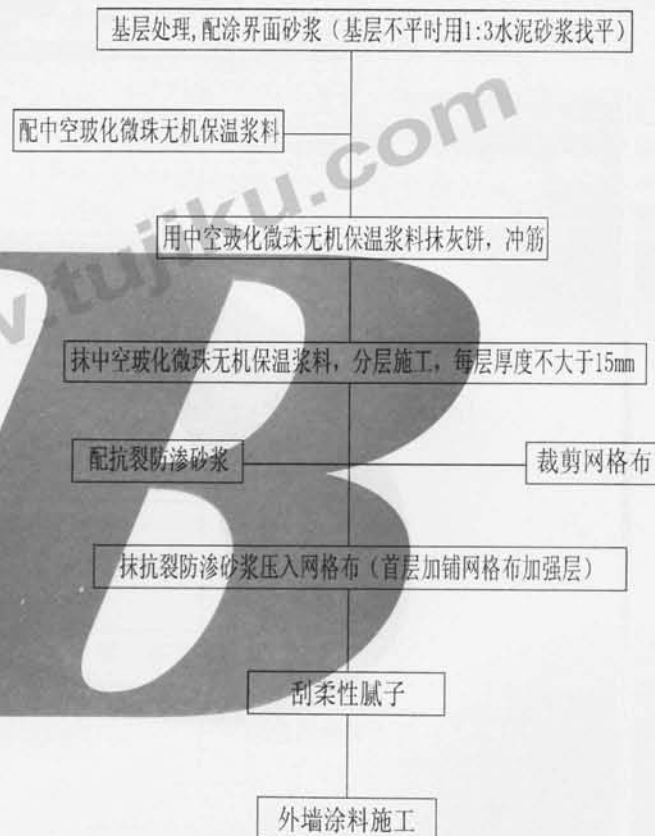 基层处理,配涂界面砂浆（基层不平时用1:3水泥砂浆找平）
配中空玻化微珠无机保温浆料
用中空玻化微珠无机保温浆料抹灰饼，冲筋
抹中空玻化微珠无机保温浆料，分层施工，每层厚度不大于15mm
配抗裂防渗砂浆
裁剪网格布
抹抗裂防渗砂浆压入网格布（首层加铺网格布加强层）
刮柔性腻子
外墙涂料施工
w.tujiku.com
B